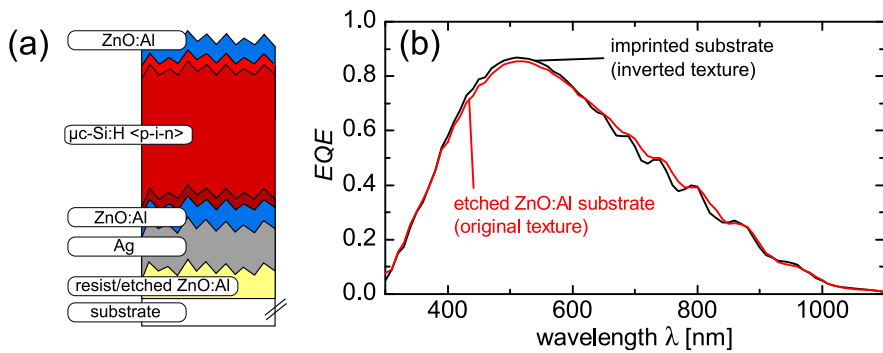 (a)
ZnO:Al
µc-Si:H <p-i-n>
ZnO:Al
Ag
resist/etched ZnO:Al
substrate
(b)
imprinted substrate
(inverted texture)
etched ZnO:Al substrate
(original texture)
EQE
1.0
0.8
0.6
0.4
0.2
0.0
400 600 800 1000
wavelength λ [nm]